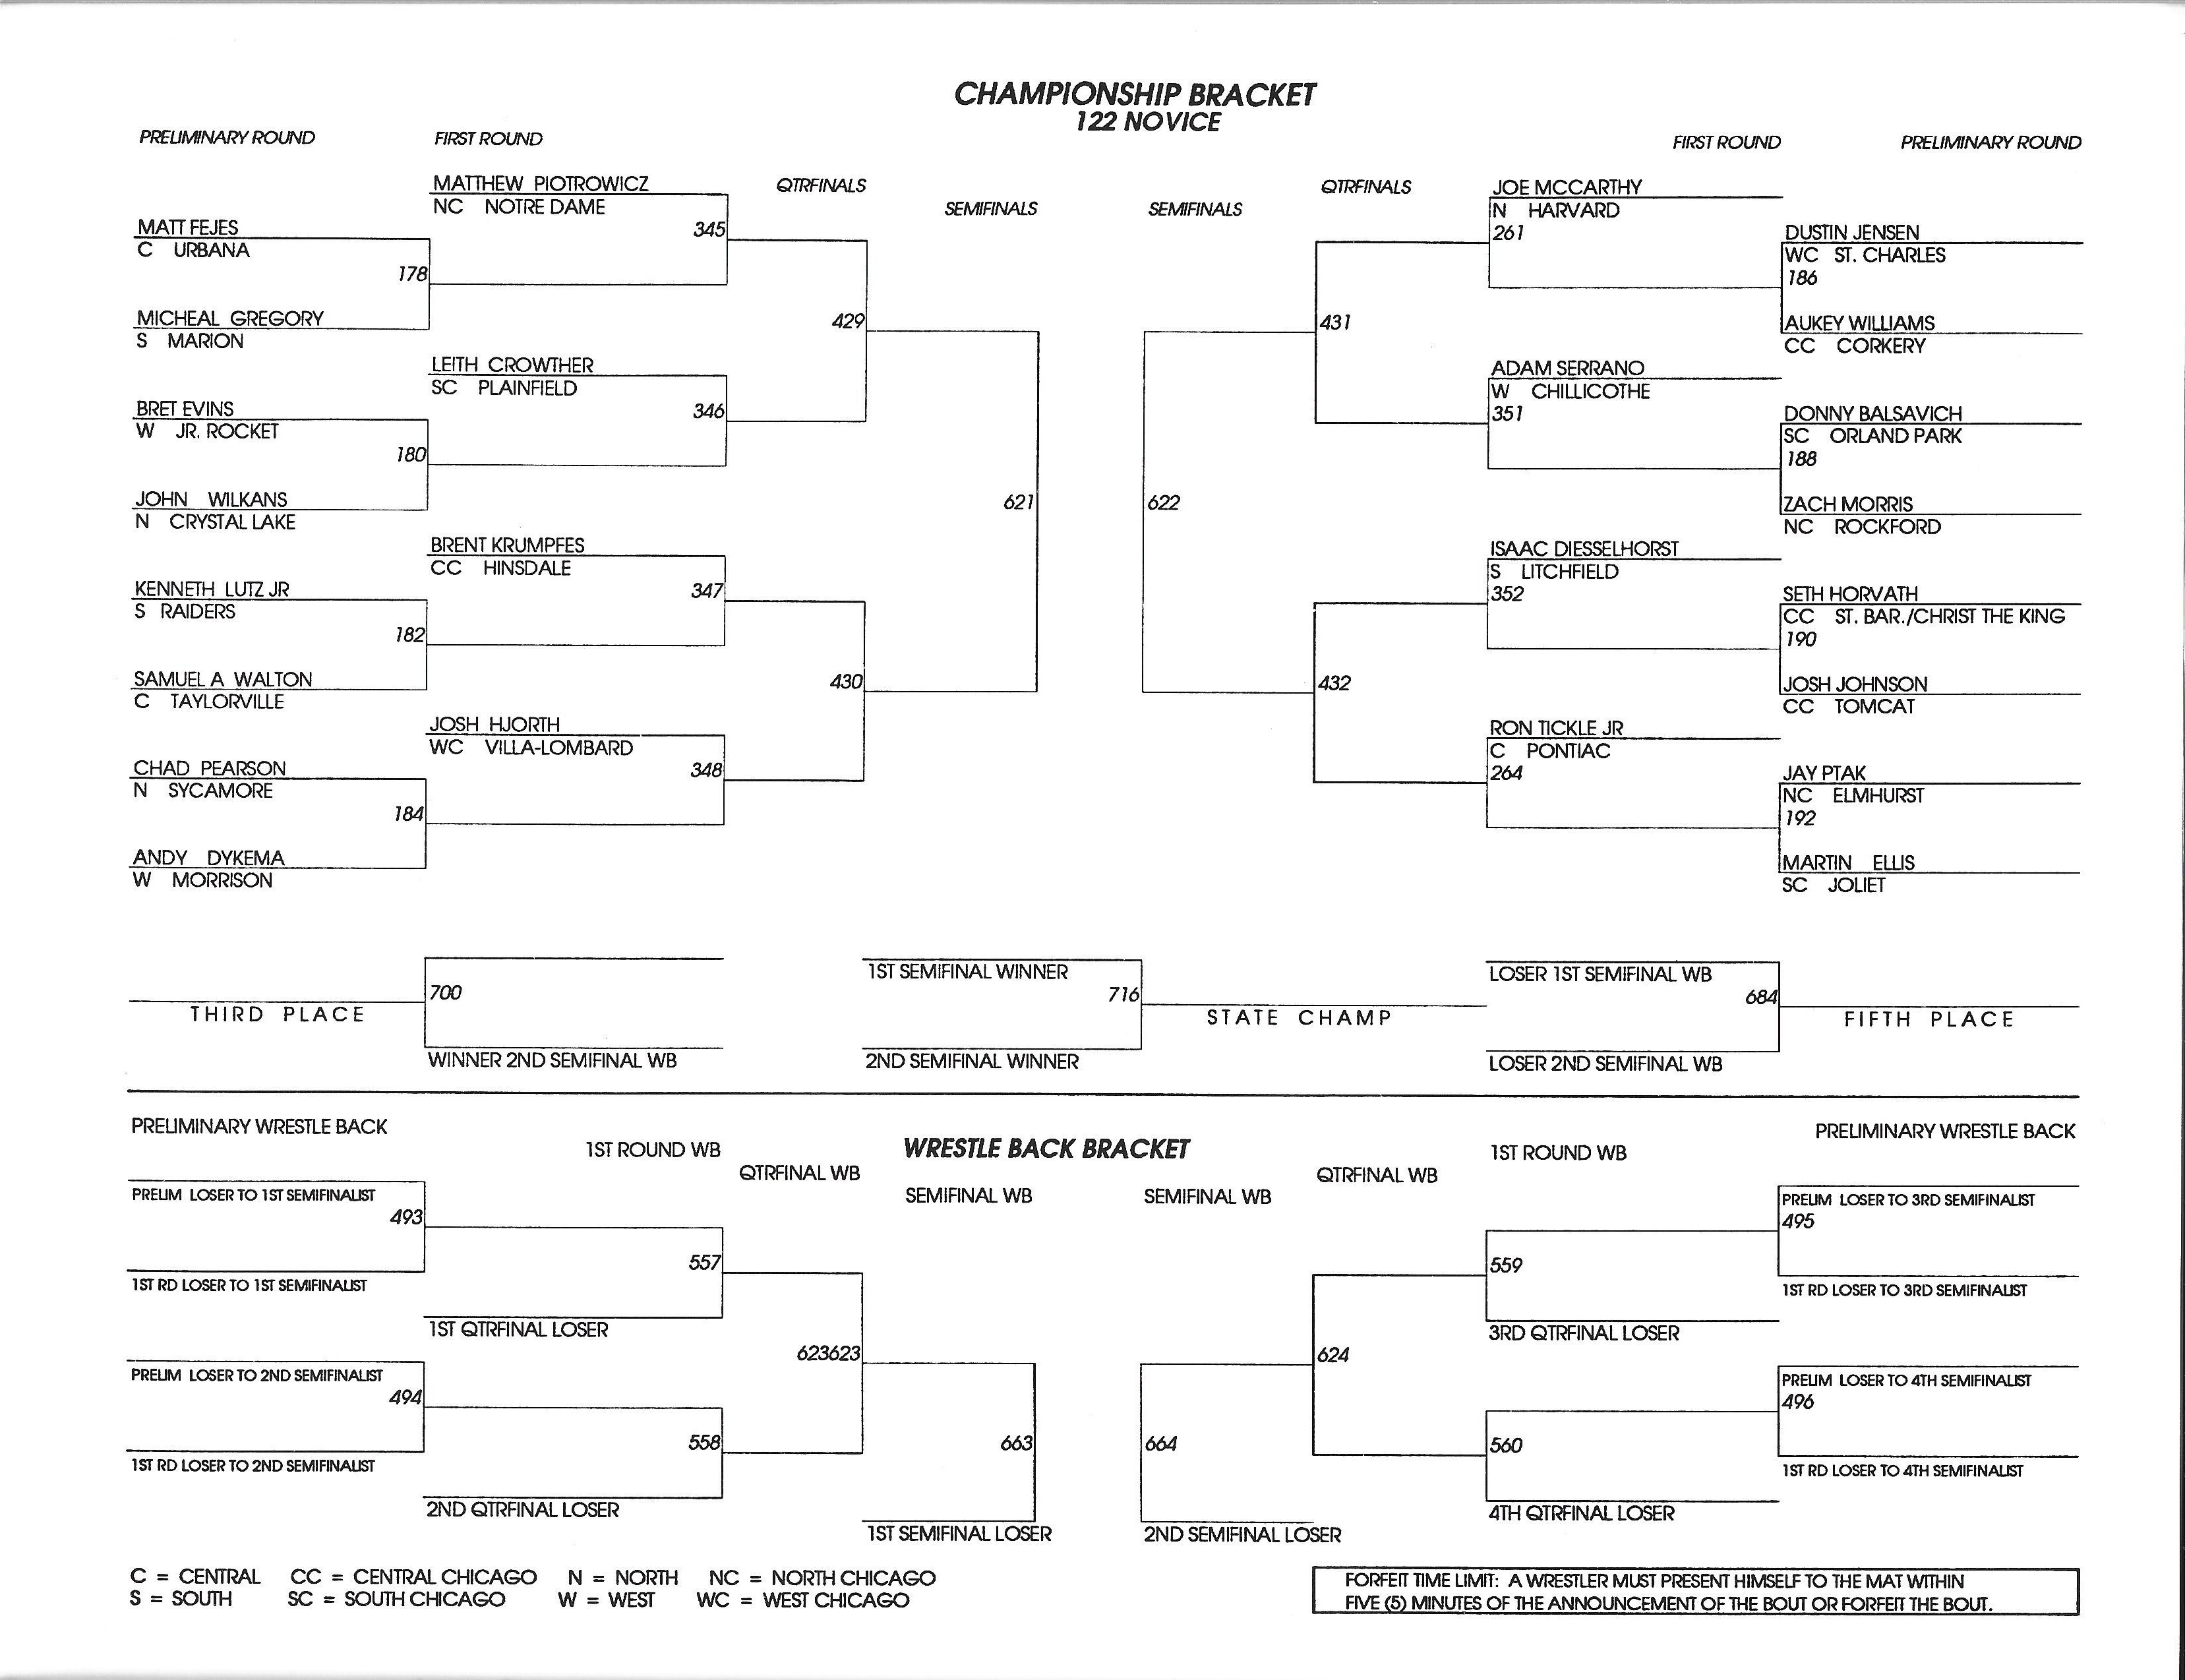 CHAMPIONSHIP BRACKET
122 NOVICE
PRELIMINARY ROUND
FIRST ROUND
QTRFINALS
SEMIFINALS
SEMIFINALS
QTRFINALS
FIRST ROUND
PRELIMINARY ROUND
MATTHEW PIOTROWICZ
NC NOTRE DAME
345
MATT FEJES
C URBANA
178
MICHEAL GREGORY
S MARION
429
LEITH CROWTHER
SC PLAINFIELD
346
BRET EVINS
W JR. ROCKET
180
JOHN WILKANS
N CRYSTAL LAKE
621
BRENT KRUMPFES
CC HINSDALE
347
KENNETH LUTZ JR
S RAIDERS
182
SAMUEL A WALTON
C TAYLORVILLE
430
JOSH HJORTH
WC VILLA-LOMBARD
348
CHAD PEARSON
N SYCAMORE
184
ANDY DYKEMA
W MORRISON
JOE MCCARTHY
N HARVARD
261
DUSTIN JENSEN
WC ST. CHARLES
186
AUKEY WILLIAMS
CC CORKERY
431
ADAM SERRANO
W CHILLICOTHE
351
DONNY BALSAVICH
SC ORLAND PARK
188
ZACH MORRIS
NC ROCKFORD
622
ISAAC DIESSELHORST
S LITCHFIELD
352
SETH HORVATH
CC ST. BAR./CHRIST THE KING
190
JOSH JOHNSON
CC TOMCAT
432
RON TICKLE JR
C PONTIAC
264
JAY PTAK
NC ELMHURST
192
MARTIN ELLIS
SC JOLIET
700
THIRD PLACE
WINNER 2ND SEMIFINAL WB
1ST SEMIFINAL WINNER
716
STATE CHAMP
2ND SEMIFINAL WINNER
LOSER 1ST SEMIFINAL WB
684
FIFTH PLACE
LOSER 2ND SEMIFINAL WB
PRELIMINARY WRESTLE BACK
1ST ROUND WB
QTRFINAL WB
WRESTLE BACK BRACKET
SEMIFINAL WB
SEMIFINAL WB
QTRFINAL WB
1ST ROUND WB
PRELIMINARY WRESTLE BACK
PRELIM LOSER TO 1ST SEMIFINALIST
493
1ST RD LOSER TO 1ST SEMIFINALIST
557
1ST QTRFINAL LOSER
623623
PRELIM LOSER TO 2ND SEMIFINALIST
494
1ST RD LOSER TO 2ND SEMIFINALIST
558
2ND QTRFINAL LOSER
663
1ST SEMIFINAL LOSER
PRELIM LOSER TO 3RD SEMIFINALIST
495
1ST RD LOSER TO 3RD SEMIFINALIST
559
3RD QTRFINAL LOSER
624
PRELIM LOSER TO 4TH SEMIFINALIST
496
1ST RD LOSER TO 4TH SEMIFINALIST
560
4TH QTRFINAL LOSER
664
2ND SEMIFINAL LOSER
C = CENTRAL CC = CENTRAL CHICAGO N = NORTH NC = NORTH CHICAGO
S = SOUTH SC = SOUTH CHICAGO W = WEST WC = WEST CHICAGO
FORFEIT TIME LIMIT: A WRESTLER MUST PRESENT HIMSELF TO THE MAT WITHIN
FIVE (5) MINUTES OF THE ANNOUNCEMENT OF THE BOUT OR FORFEIT THE BOUT.